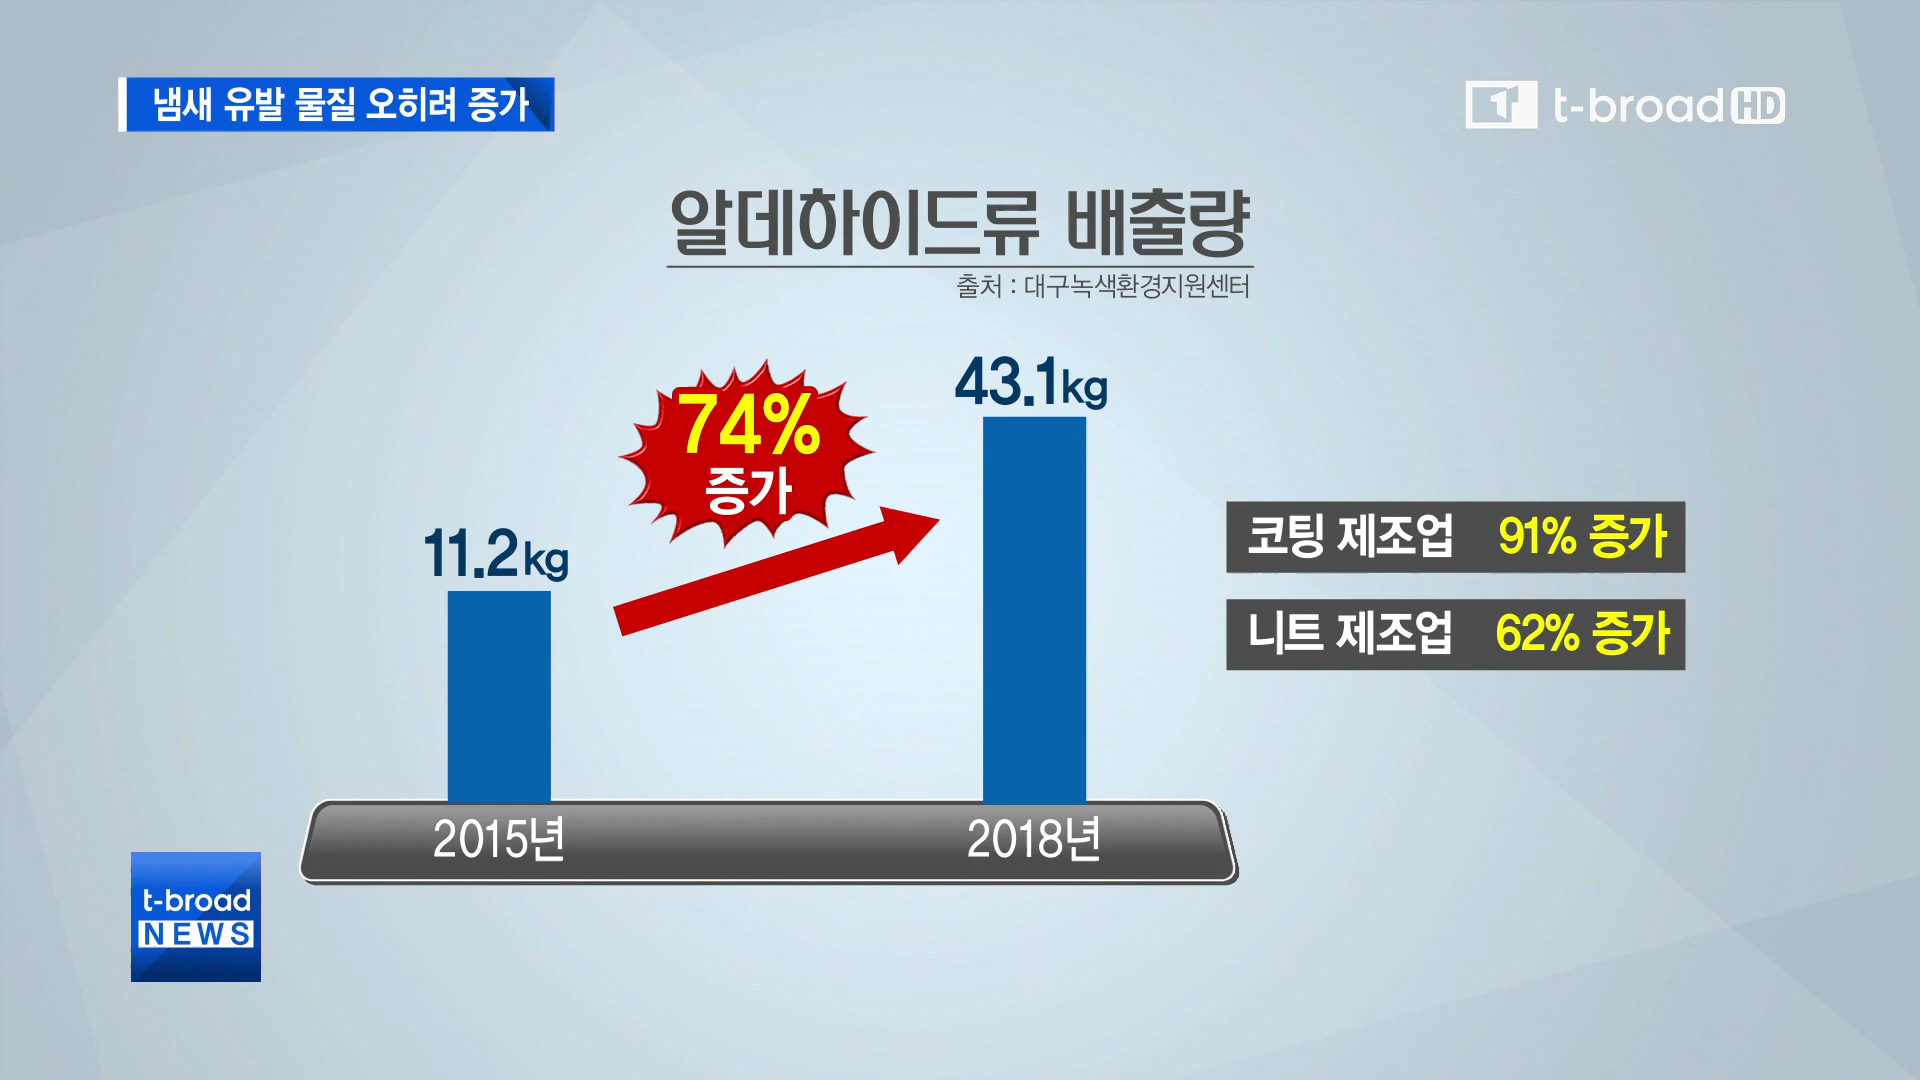 냄새 유발 물질 오히려 증가
t-broad HD
알데하이드류 배출량
출처 : 대구녹색환경지원센터
74%
증가
11.2kg
43.1kg
코팅 제조업 91% 증가
니트 제조업 62% 증가
2015년
2018년
t-broad
NEWS